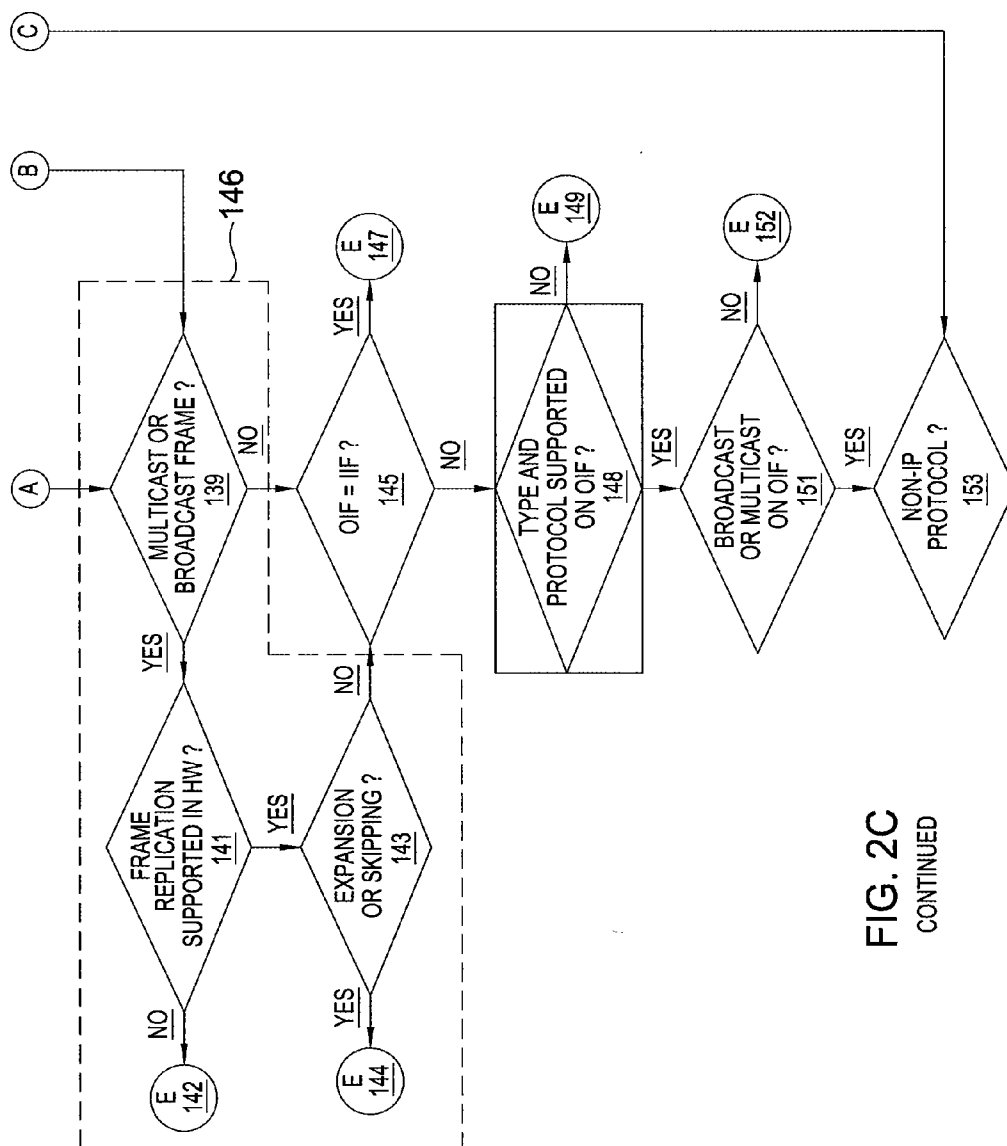 A
B
C
146
MULTICAST OR
BROADCAST FRAME ?
139
YES
NO
FRAME
REPLICATION
SUPPORTED IN HW ?
141
NO
E
142
YES
EXPANSION
OR SKIPPING ?
143
YES
E
144
NO
OIF = IIF ?
145
YES
E
147
NO
TYPE AND
PROTOCOL SUPPORTED
ON OIF ?
148
NO
E
149
YES
BROADCAST
OR MULTICAST
ON OIF ?
151
NO
E
152
YES
NON-IP
PROTOCOL ?
153
FIG. 2C
CONTINUED